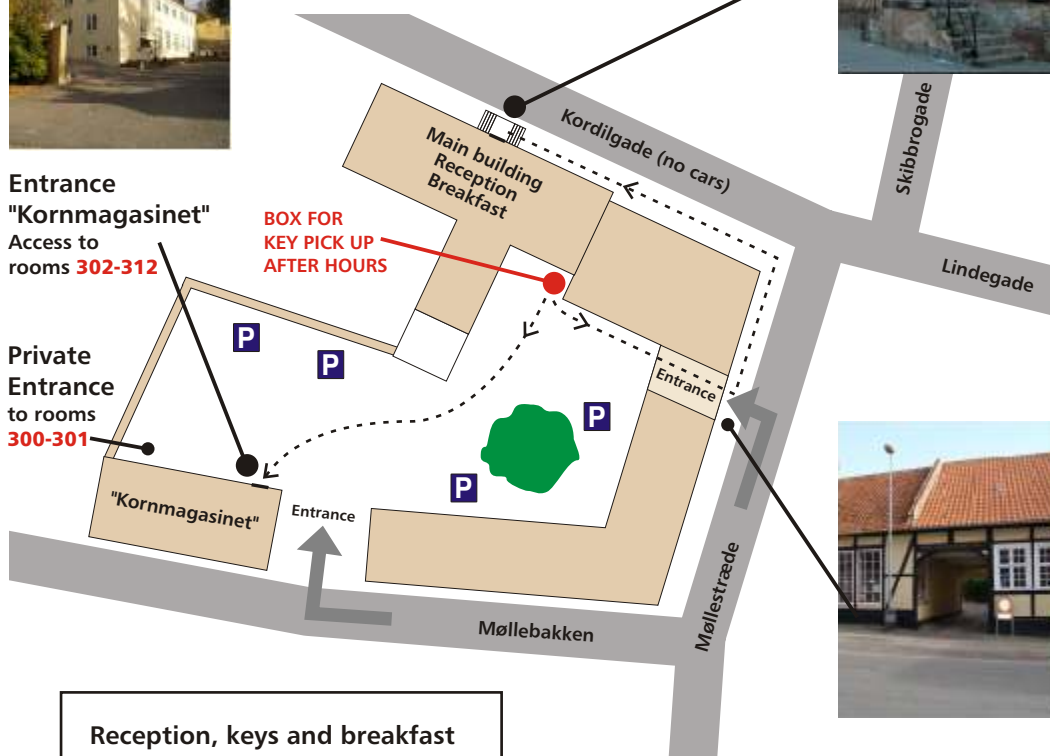 Kordilgade (no cars)
Skibbrogade
Lindegade
Main building
Reception
Breakfast
Entrance
"Kornmagasinet"
Access to
rooms 302-312
BOX FOR
KEY PICK UP
AFTER HOURS
P
P
Private
Entrance
to rooms
300-301
Entrance
P
P
"Kornmagasinet"
Entrance
Møllestræde
Møllebakken
Reception, keys and breakfast